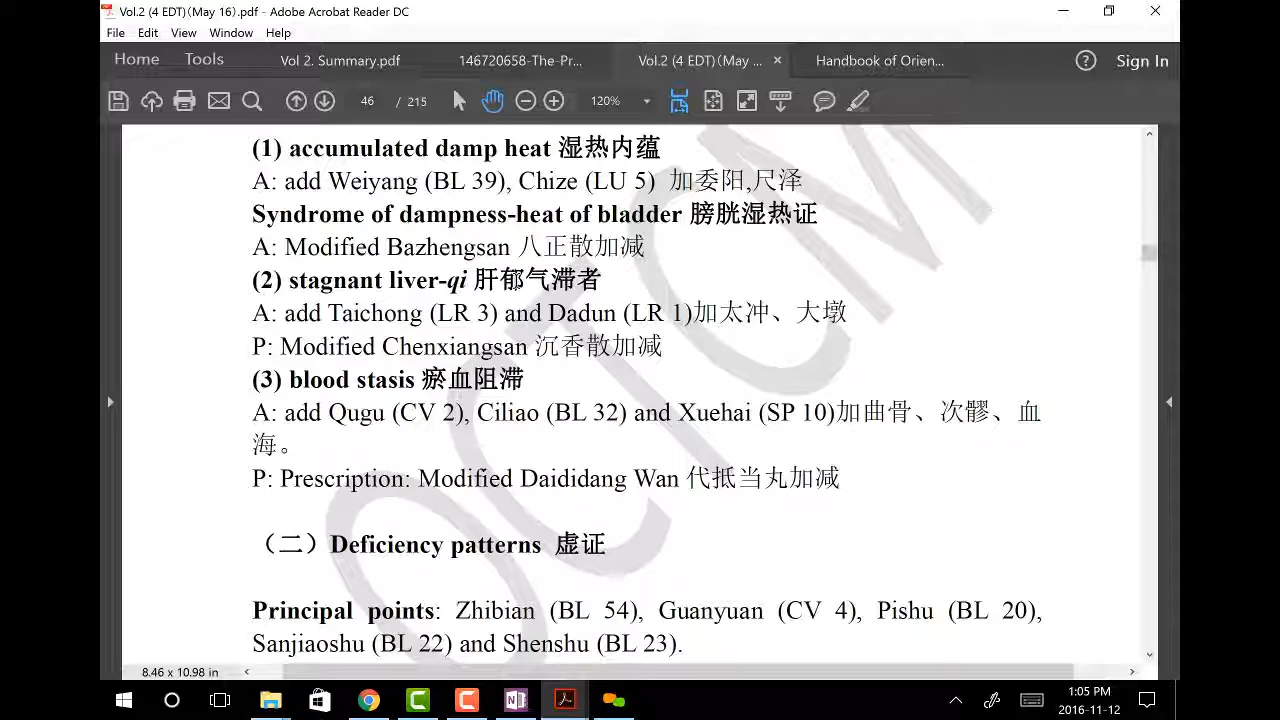 Vol.2 (4 EDT)(May 16).pdf - Adobe Acrobat Reader DC
File Edit View Window Help
Home Tools Vol 2. Summary.pdf 146720658-The-Pr... Vol.2 (4 EDT)(May ... × Handbook of Orien... Sign In
46 / 215 120%
(1) accumulated damp heat 湿热内蕴
A: add Weiyang (BL 39), Chize (LU 5) 加委阳,尺泽
Syndrome of dampness-heat of bladder 膀胱湿热证
A: Modified Bazhengsan 八正散加减
(2) stagnant liver-qi 肝郁气滞者
A: add Taichong (LR 3) and Dadun (LR 1)加太冲、大墩
P: Modified Chenxiangsan 沉香散加减
(3) blood stasis 瘀血阻滞
A: add Qugu (CV 2), Ciliao (BL 32) and Xuehai (SP 10)加曲骨、次髎、血
海。
P: Prescription: Modified Daididang Wan 代抵当丸加减
（二）Deficiency patterns 虚证
Principal points: Zhibian (BL 54), Guanyuan (CV 4), Pishu (BL 20),
Sanjiaoshu (BL 22) and Shenshu (BL 23).
OCTCM
8.46 x 10.98 in
1:05 PM
2016-11-12